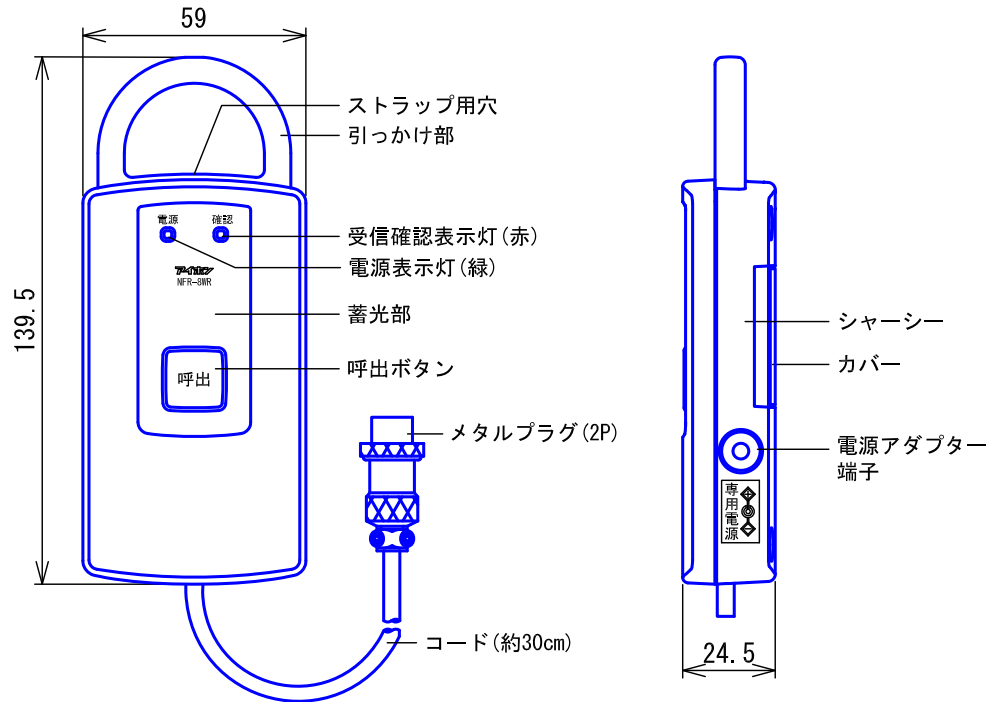 59
139.5
ストラップ用穴
引っかけ部
電源
確認
受信確認表示灯(赤)
電源表示灯(緑)
アイホン
NFR-8WR
蓄光部
呼出ボタン
呼出
メタルプラグ(2P)
コード(約30cm)
シャーシー
カバー
電源アダプター
端子
専用電源
24.5